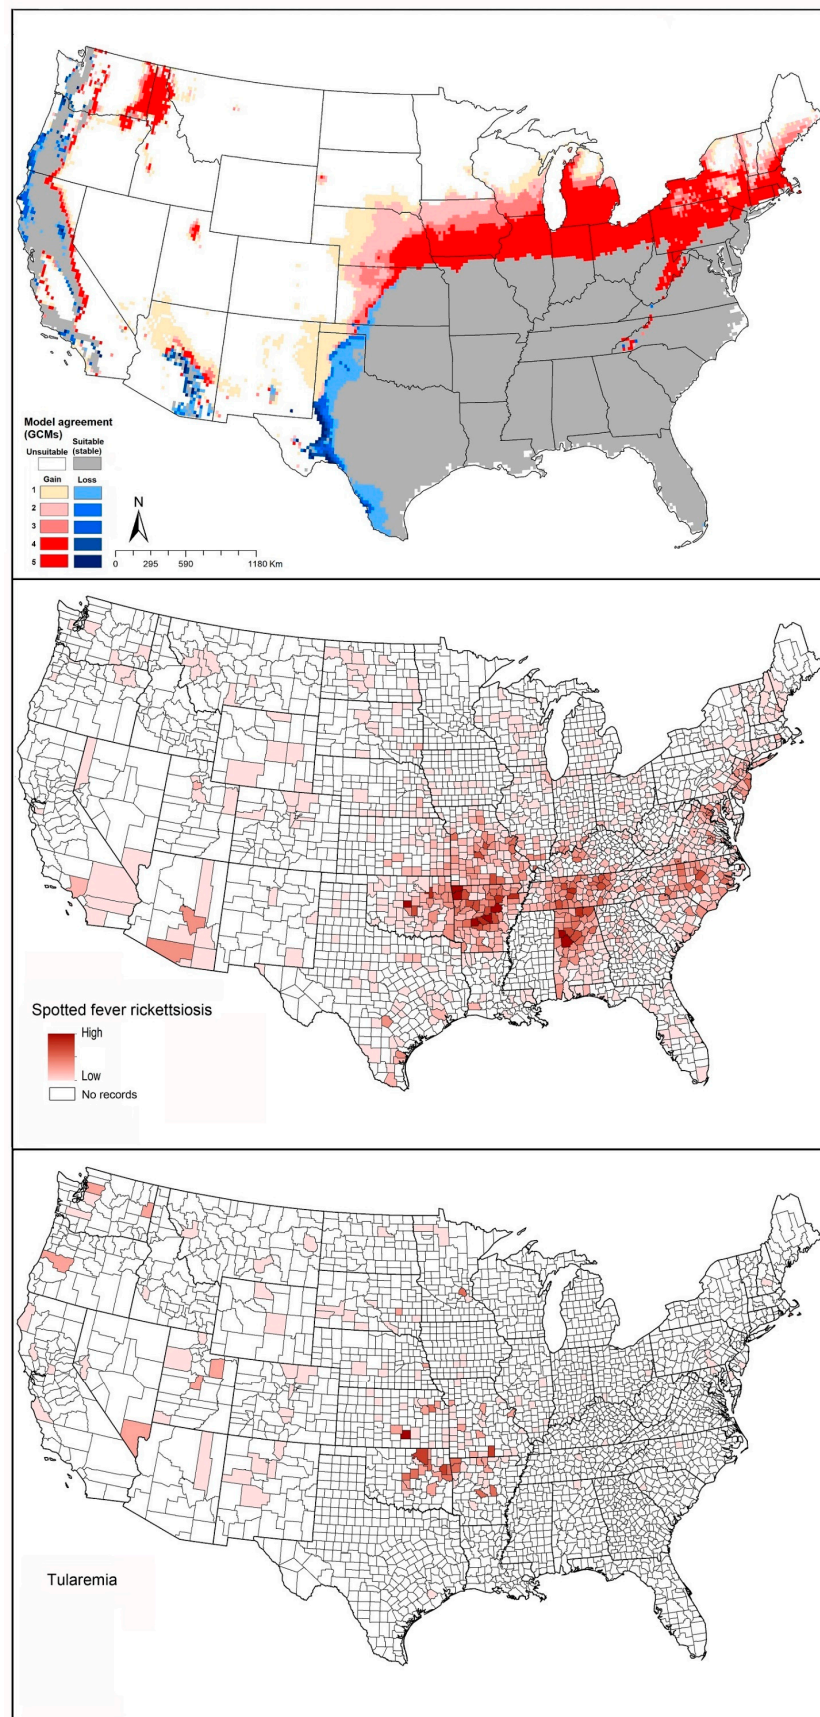 Model agreement
(GCMs)
Unsuitable
Suitable
(stable)
Gain
Loss
1
2
3
4
5
N
0 295 590 1180 Km
Spotted fever rickettsiosis
High
Low
No records
Tularemia